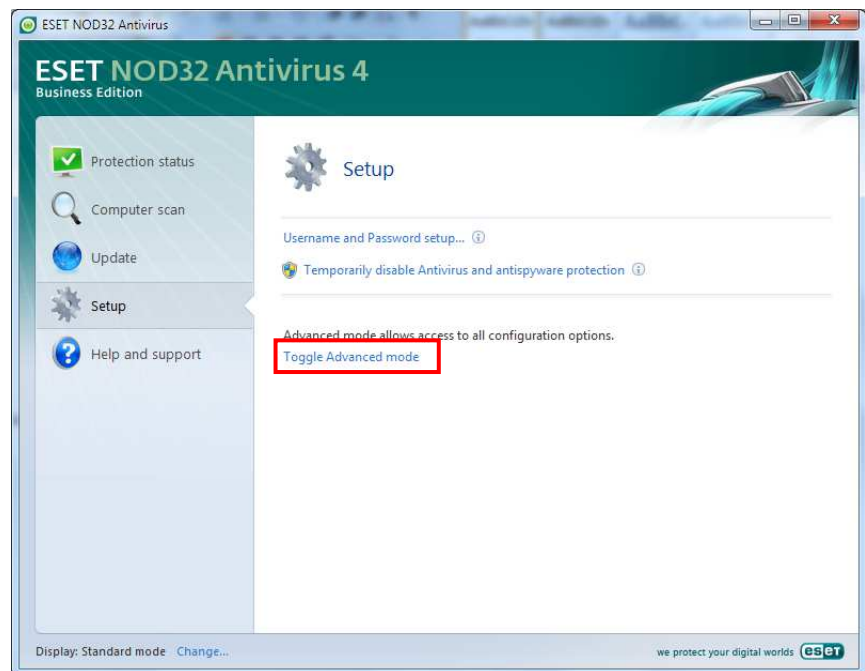 ESET NOD32 Antivirus
ESET NOD32 Antivirus 4
Business Edition
Protection status
Computer scan
Update
Setup
Help and support
Setup
Username and Password setup...
Temporarily disable Antivirus and antispyware protection
Advanced mode allows access to all configuration options.
Toggle Advanced mode
Display: Standard mode Change...
we protect your digital worlds eset